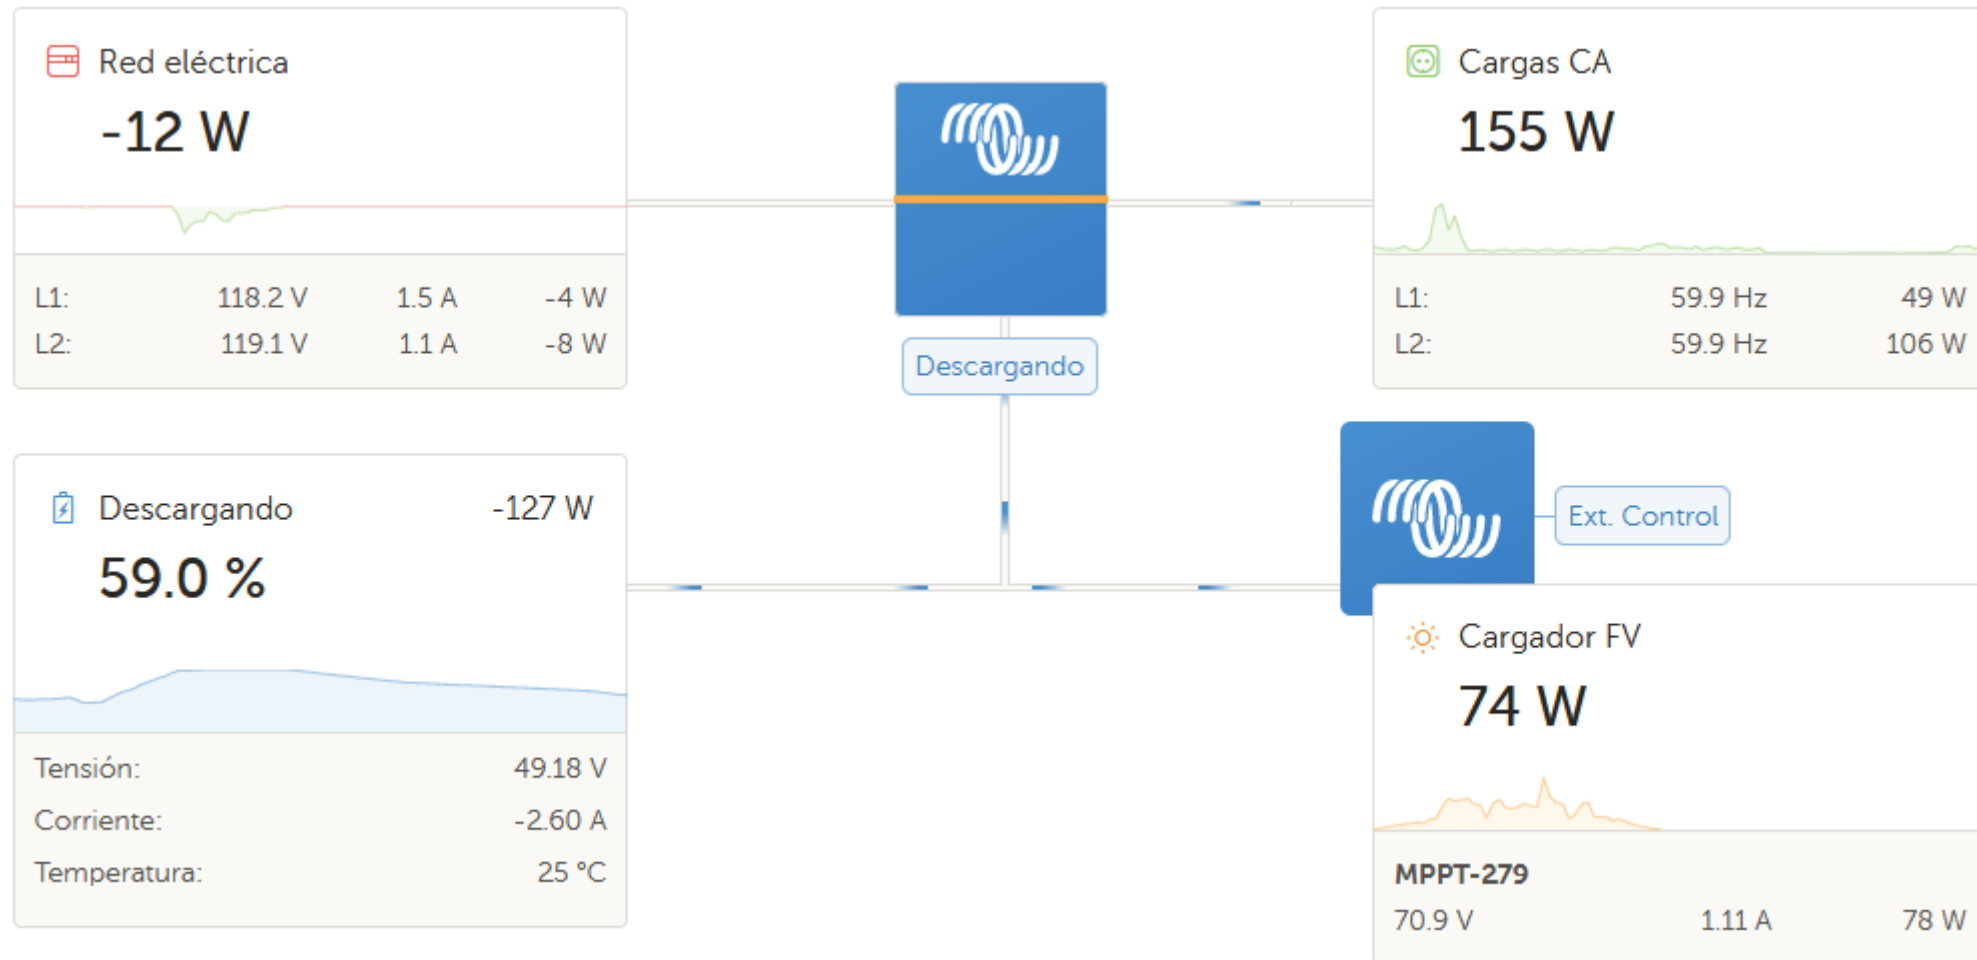 Red eléctrica
-12 W
L1: 118.2 V 1.5 A -4 W
L2: 119.1 V 1.1 A -8 W
Descargando
Cargas CA
155 W
L1: 59.9 Hz 49 W
L2: 59.9 Hz 106 W
Descargando -127 W
59.0 %
Tensión: 49.18 V
Corriente: -2.60 A
Temperatura: 25 °C
Ext. Control
Cargador FV
74 W
MPPT-279
70.9 V 1.11 A 78 W